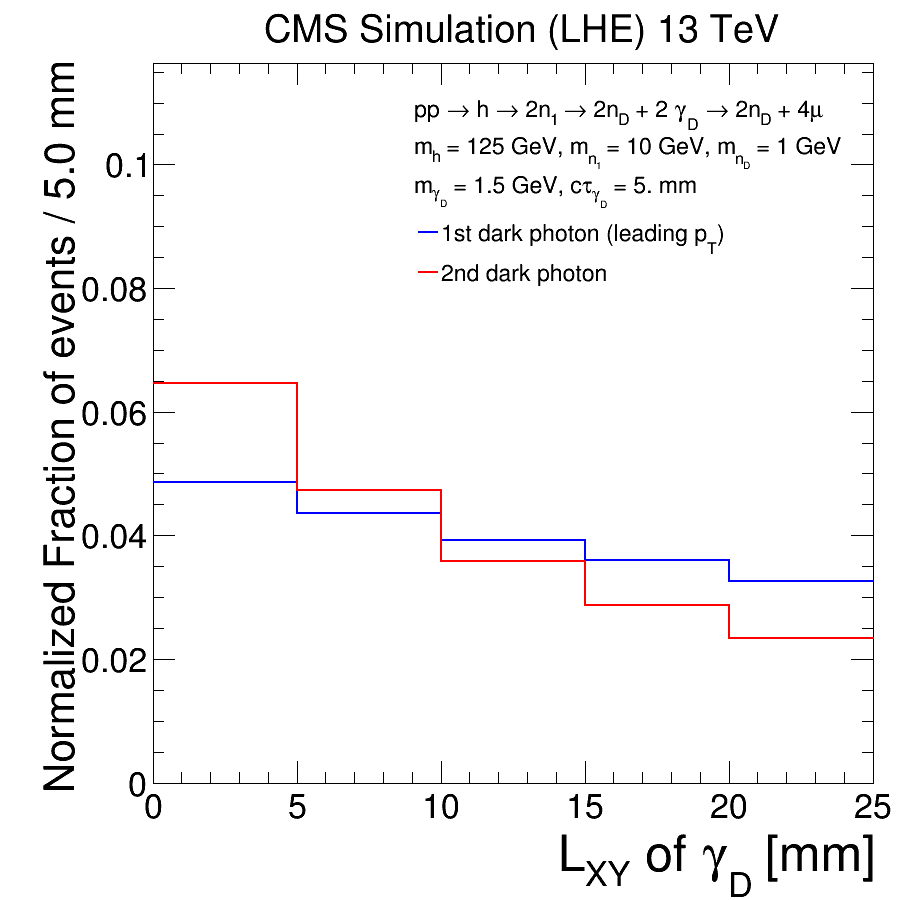 CMS Simulation (LHE) 13 TeV
pp → h → 2n1 → 2nD + 2 γD → 2nD + 4μ
mh = 125 GeV, mn1 = 10 GeV, mnD = 1 GeV
mγD = 1.5 GeV, cτγD = 5. mm
1st dark photon (leading pT)
2nd dark photon
Normalized Fraction of events / 5.0 mm
0.1
0.08
0.06
0.04
0.02
0
0 5 10 15 20 25
LXY of γD [mm]